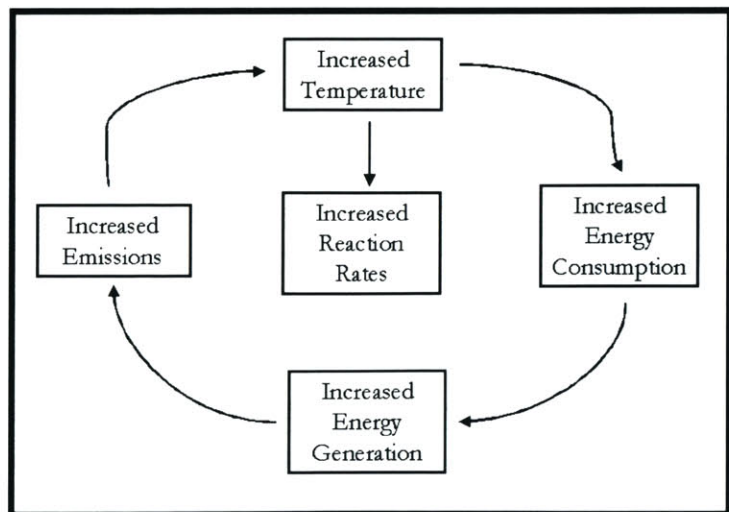 Increased
Temperature
Increased
Emissions
Increased
Reaction
Rates
Increased
Energy
Consumption
Increased
Energy
Generation